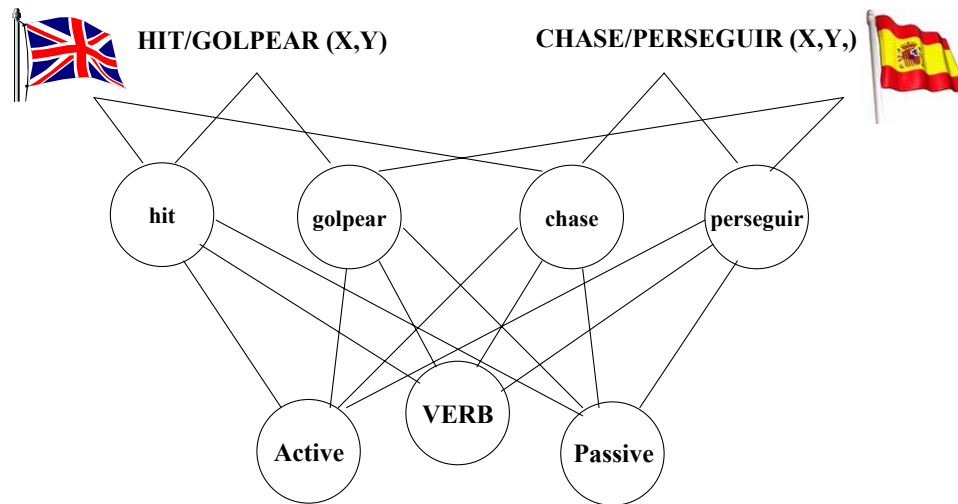 HIT/GOLPEAR (X,Y)
CHASE/PERSEGUIR (X,Y,)
hit
golpear
chase
perseguir
VERB
Active
Passive